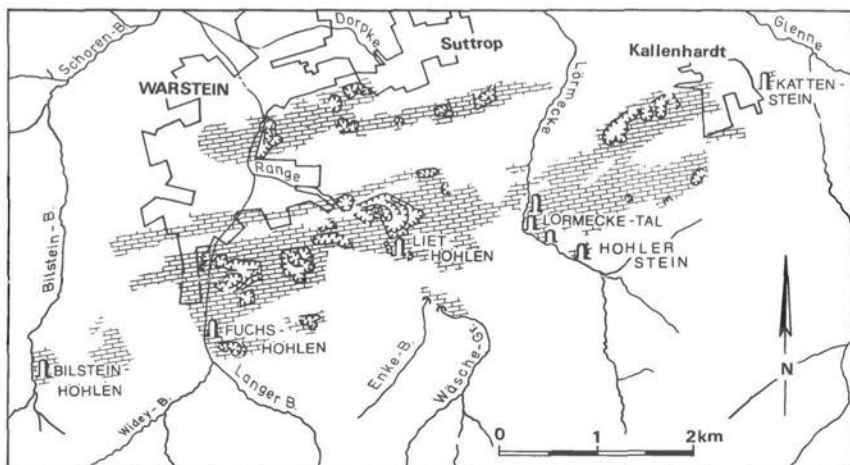 Schoren-B.
Dorpke
Suttrop
Lörmecke
Kallenhardt
Glenne
WARSTEIN
KATTEN-
STEIN
Range
LÖRMECKE-TAL
HOHLER
STEIN
LIET-
HÖHLEN
Bilstein-B.
FUCHS-
HÖHLEN
BILSTEIN-
HÖHLEN
Widey-B.
Langer B.
Enke-B.
Wäsche-Gr.
N
0 1 2km